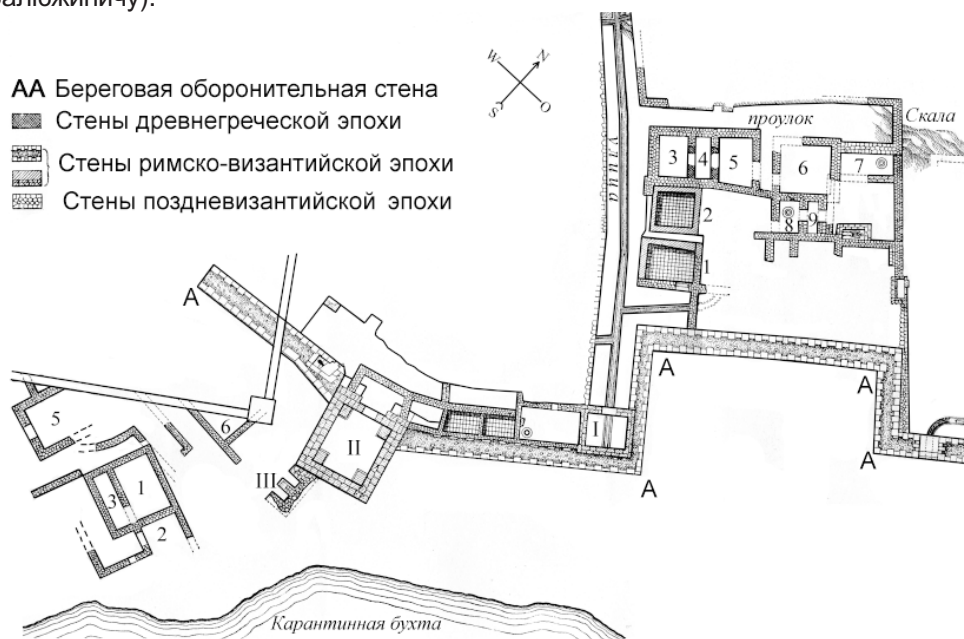 АА Береговая оборонительная стена
Стены древнегреческой эпохи
Стены римско-византийской эпохи
Стены поздневизантийской эпохи
W N
S O
улица
проулок
Скала
3 4 5 6 7
2 8 9
1
А
А А
5 6 II I
А А
III
3 1
2
Карантинная бухта